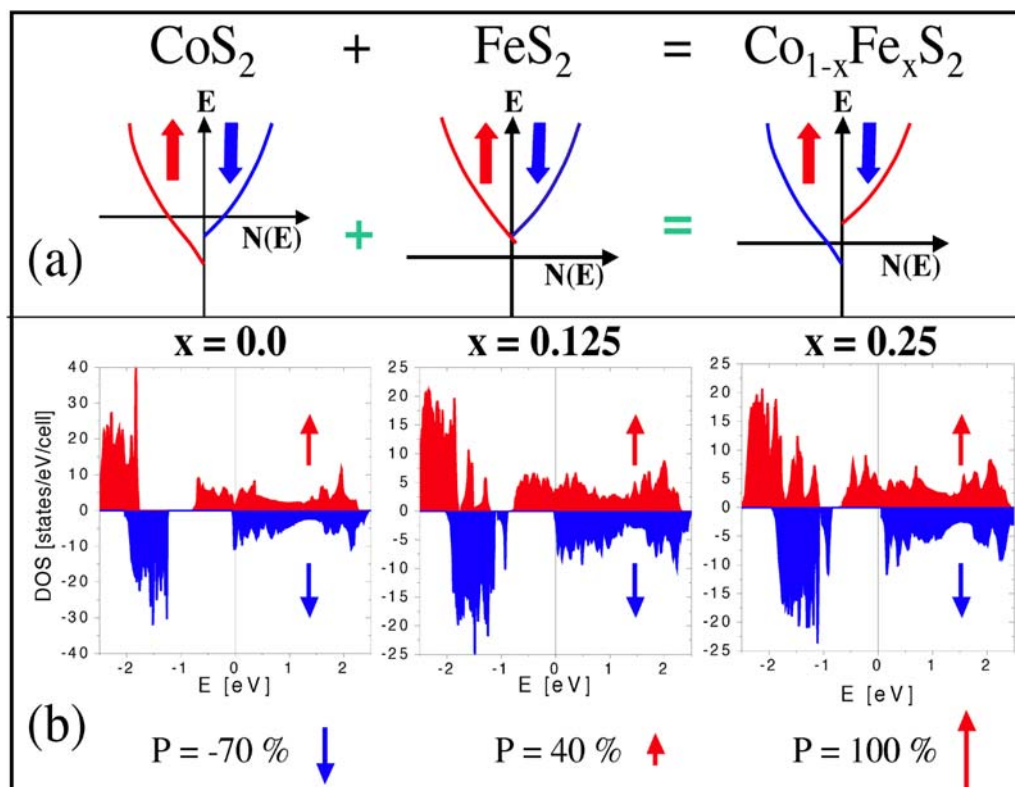 CoS₂ + FeS₂ = Co₁₋ₓFeₓS₂
E E E
N(E) + N(E) = N(E)
(a)
x = 0.0 x = 0.125 x = 0.25
DOS [states/eV/cell]
40
30
20
10
0
-10
-20
-30
-40
-2 -1 0 1 2
E [eV]
25
20
15
10
5
0
-5
-10
-15
-20
-25
-2 -1 0 1 2
E [eV]
25
20
15
10
5
0
-5
-10
-15
-20
-25
-2 -1 0 1 2
E [eV]
(b)
P = -70 % P = 40 % P = 100 %